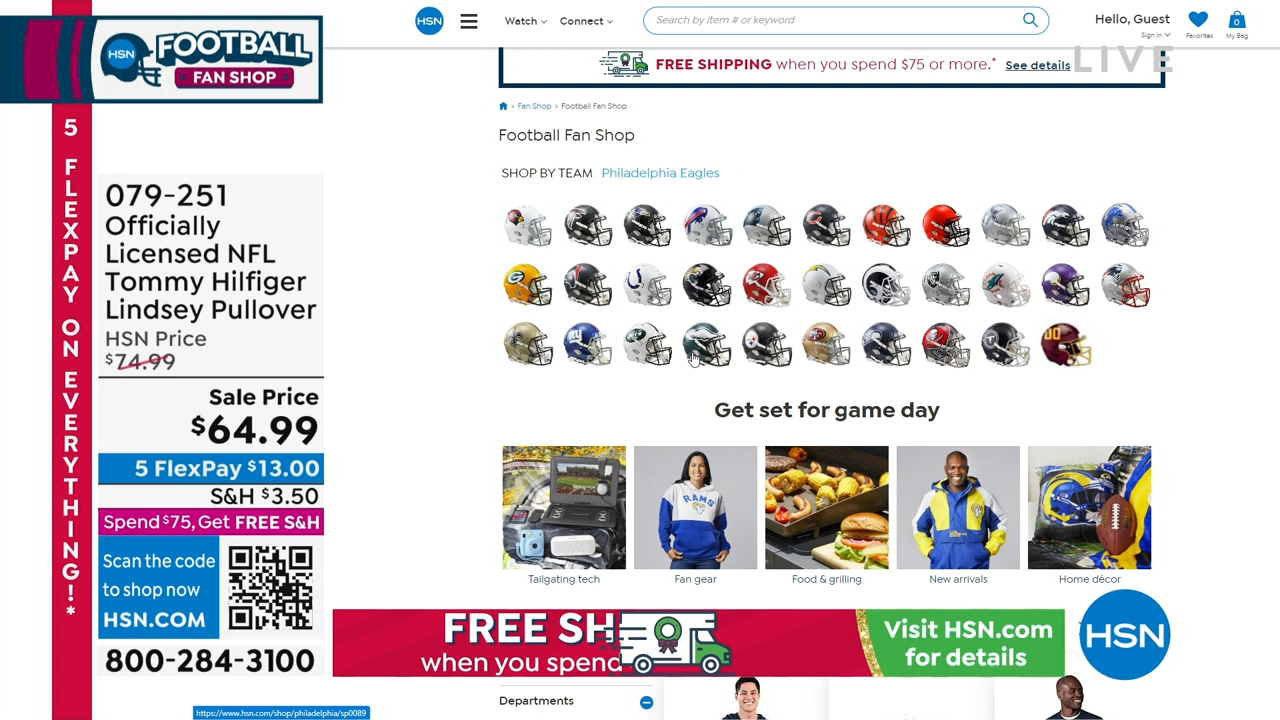 HSN
FOOTBALL
FAN SHOP
5 FLEXPAY ON EVERYTHING!*
079-251
Officially
Licensed NFL
Tommy Hilfiger
Lindsey Pullover
HSN Price
$74.99
Sale Price
$64.99
5 FlexPay $13.00
S&H $3.50
Spend $75, Get FREE S&H
Scan the code
to shop now
HSN.COM
800-284-3100
HSN
Watch
Connect
Search by item # or keyword
Hello, Guest
Sign in
Favorites
0
My Bag
LIVE
FREE SHIPPING when you spend $75 or more.* See details
> Fan Shop > Football Fan Shop
Football Fan Shop
SHOP BY TEAM Philadelphia Eagles
Get set for game day
RAMS
Tailgating tech
Fan gear
Food & grilling
New arrivals
Home décor
FREE SH
when you spend
Visit HSN.com
for details
HSN
Departments
https://www.hsn.com/shop/philadelphia/sp0089